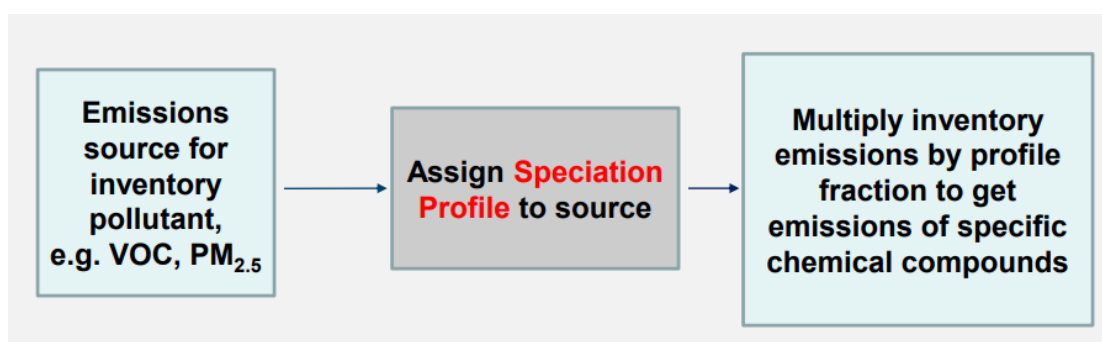 Emissions
source for
inventory
pollutant,
e.g. VOC, PM2.5
Assign Speciation
Profile to source
Multiply inventory
emissions by profile
fraction to get
emissions of specific
chemical compounds